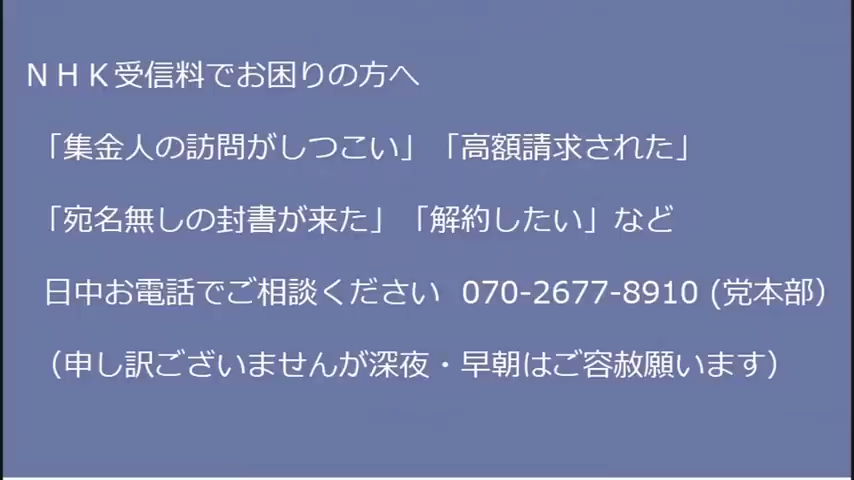 ＮＨＫ受信料でお困りの方へ
「集金人の訪問がしつこい」「高額請求された」
「宛名無しの封書が来た」「解約したい」など
日中お電話でご相談ください 070-2677-8910 (党本部）
（申し訳ございませんが深夜・早朝はご容赦願います）